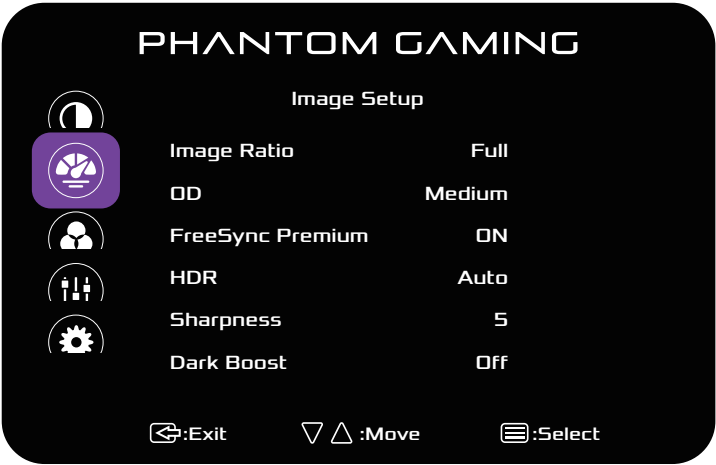 PHANTOM GAMING
Image Setup
Image Ratio Full
OD Medium
FreeSync Premium ON
HDR Auto
Sharpness 5
Dark Boost Off
:Exit :Move :Select